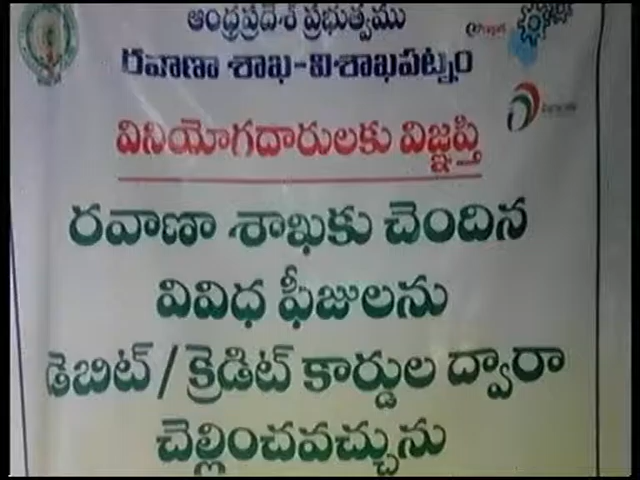 ఆంధ్రప్రదేశ్ ప్రభుత్వము
రవాణా శాఖ-విశాఖపట్నం
వినియోగదారులకు విజ్ఞప్తి
రవాణా శాఖకు చెందిన
వివిధ ఫీజులను
డెబిట్/క్రెడిట్ కార్డుల ద్వారా
చెల్లించవచ్చును